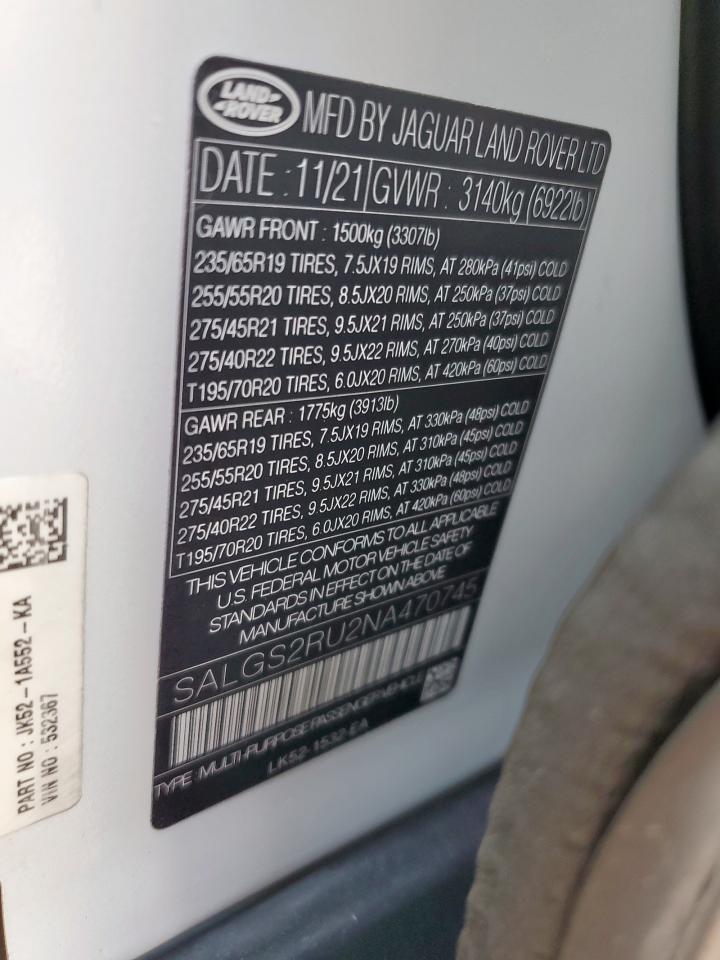 LAND ROVER
MFD BY JAGUAR LAND ROVER LTD
DATE : 11/21 GVWR : 3140kg (6922lb)
GAWR FRONT : 1500kg (3307lb)
235/65R19 TIRES, 7.5JX19 RIMS, AT 280kPa (41psi) COLD
255/55R20 TIRES, 8.5JX20 RIMS, AT 250kPa (37psi) COLD
275/45R21 TIRES, 9.5JX21 RIMS, AT 250kPa (37psi) COLD
275/40R22 TIRES, 9.5JX22 RIMS, AT 270kPa (40psi) COLD
T195/70R20 TIRES, 6.0JX20 RIMS, AT 420kPa (60psi) COLD
GAWR REAR : 1775kg (3913lb)
235/65R19 TIRES, 7.5JX19 RIMS, AT 330kPa (48psi) COLD
255/55R20 TIRES, 8.5JX20 RIMS, AT 310kPa (45psi) COLD
275/45R21 TIRES, 9.5JX21 RIMS, AT 310kPa (45psi) COLD
275/40R22 TIRES, 9.5JX22 RIMS, AT 330kPa (48psi) COLD
T195/70R20 TIRES, 6.0JX20 RIMS, AT 420kPa (60psi) COLD
THIS VEHICLE CONFORMS TO ALL APPLICABLE
U.S. FEDERAL MOTOR VEHICLE SAFETY
STANDARDS IN EFFECT ON THE DATE OF
MANUFACTURE SHOWN ABOVE
SALGS2RU2NA470745
TYPE MULTI-PURPOSE PASSENGER VEHICLE
LK52-1532-EA
PART NO : JK52-1A552-KA
VIN NO : 532367